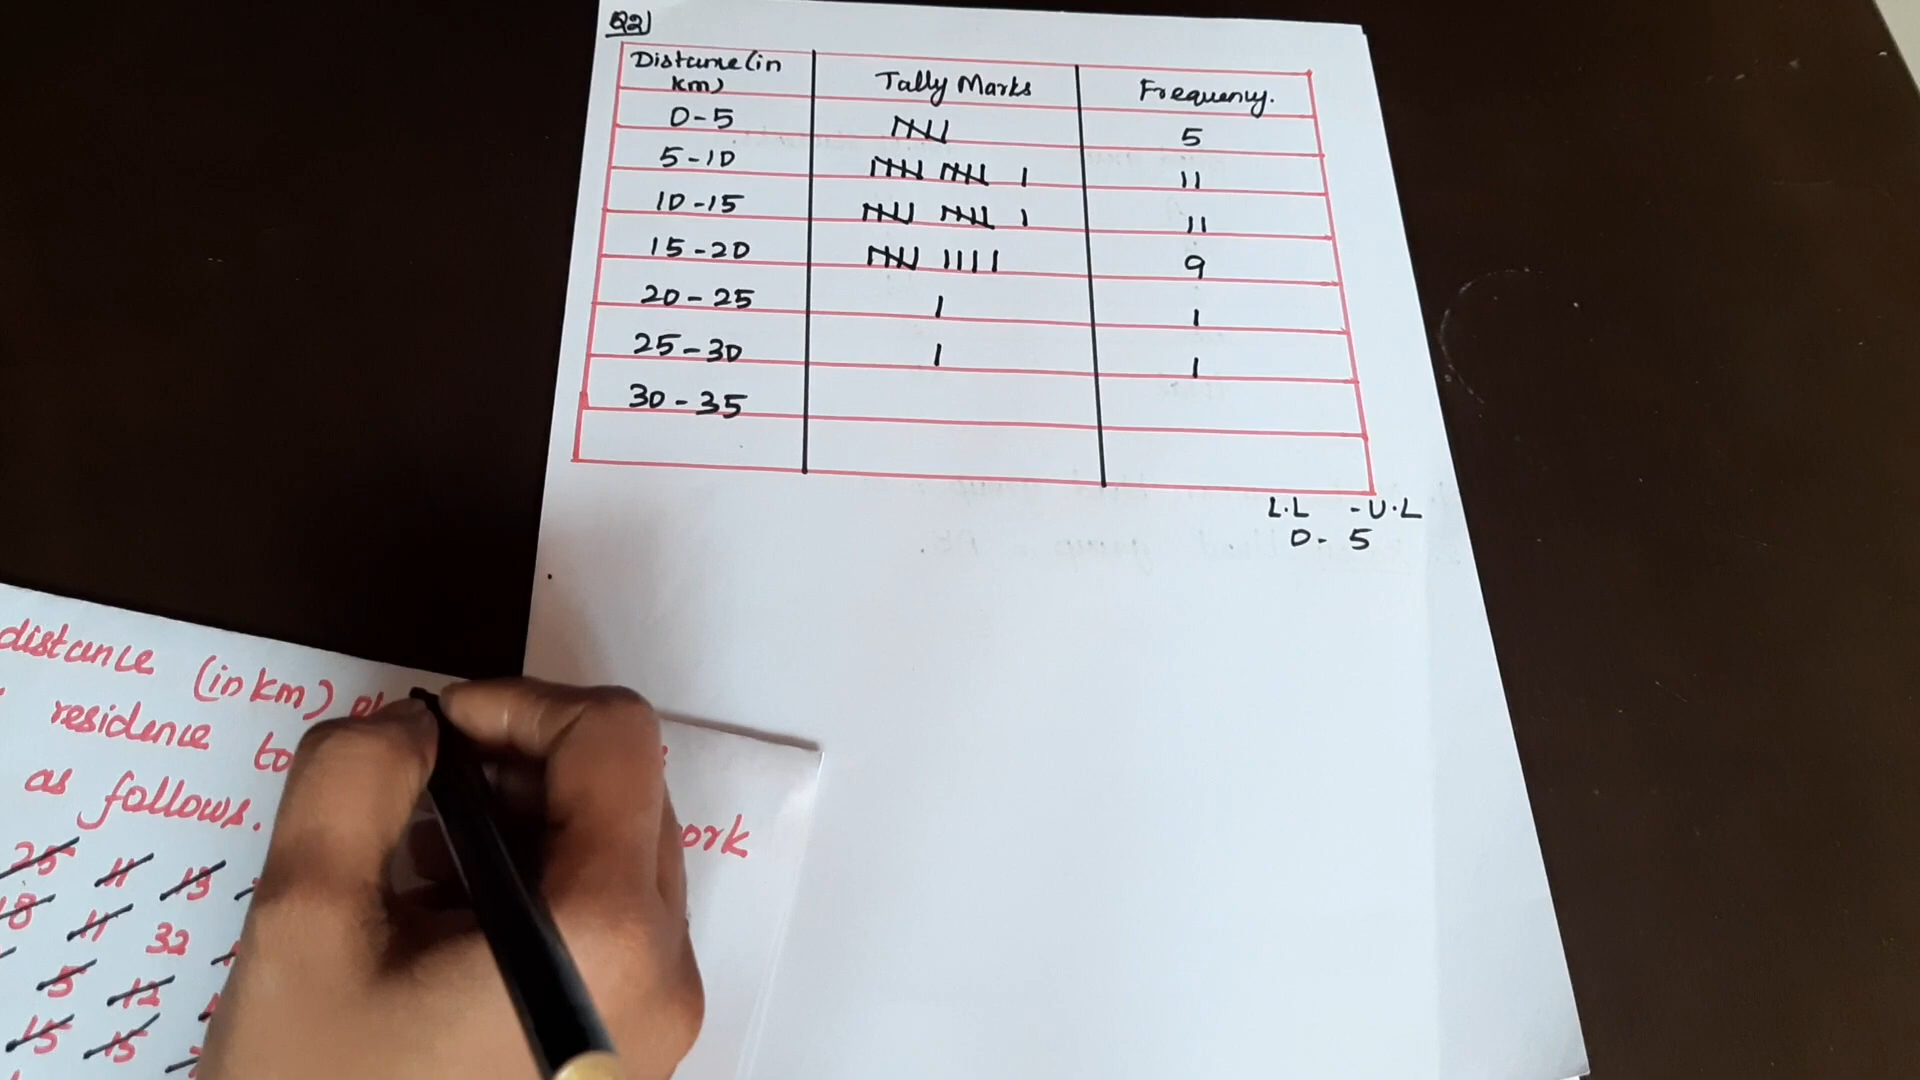 Q2)
Distance (in km) Tally Marks Frequency.
0-5 𝍸 5
5-10 𝍸 𝍸 | 11
10-15 𝍸 𝍸 | 11
15-20 𝍸 |||| 9
20-25 | 1
25-30 | 1
30-35
L.L - U.L
0- 5
distance (in km)
residence to
as follows.
25 11 13
18 11 32
5 12
15 15